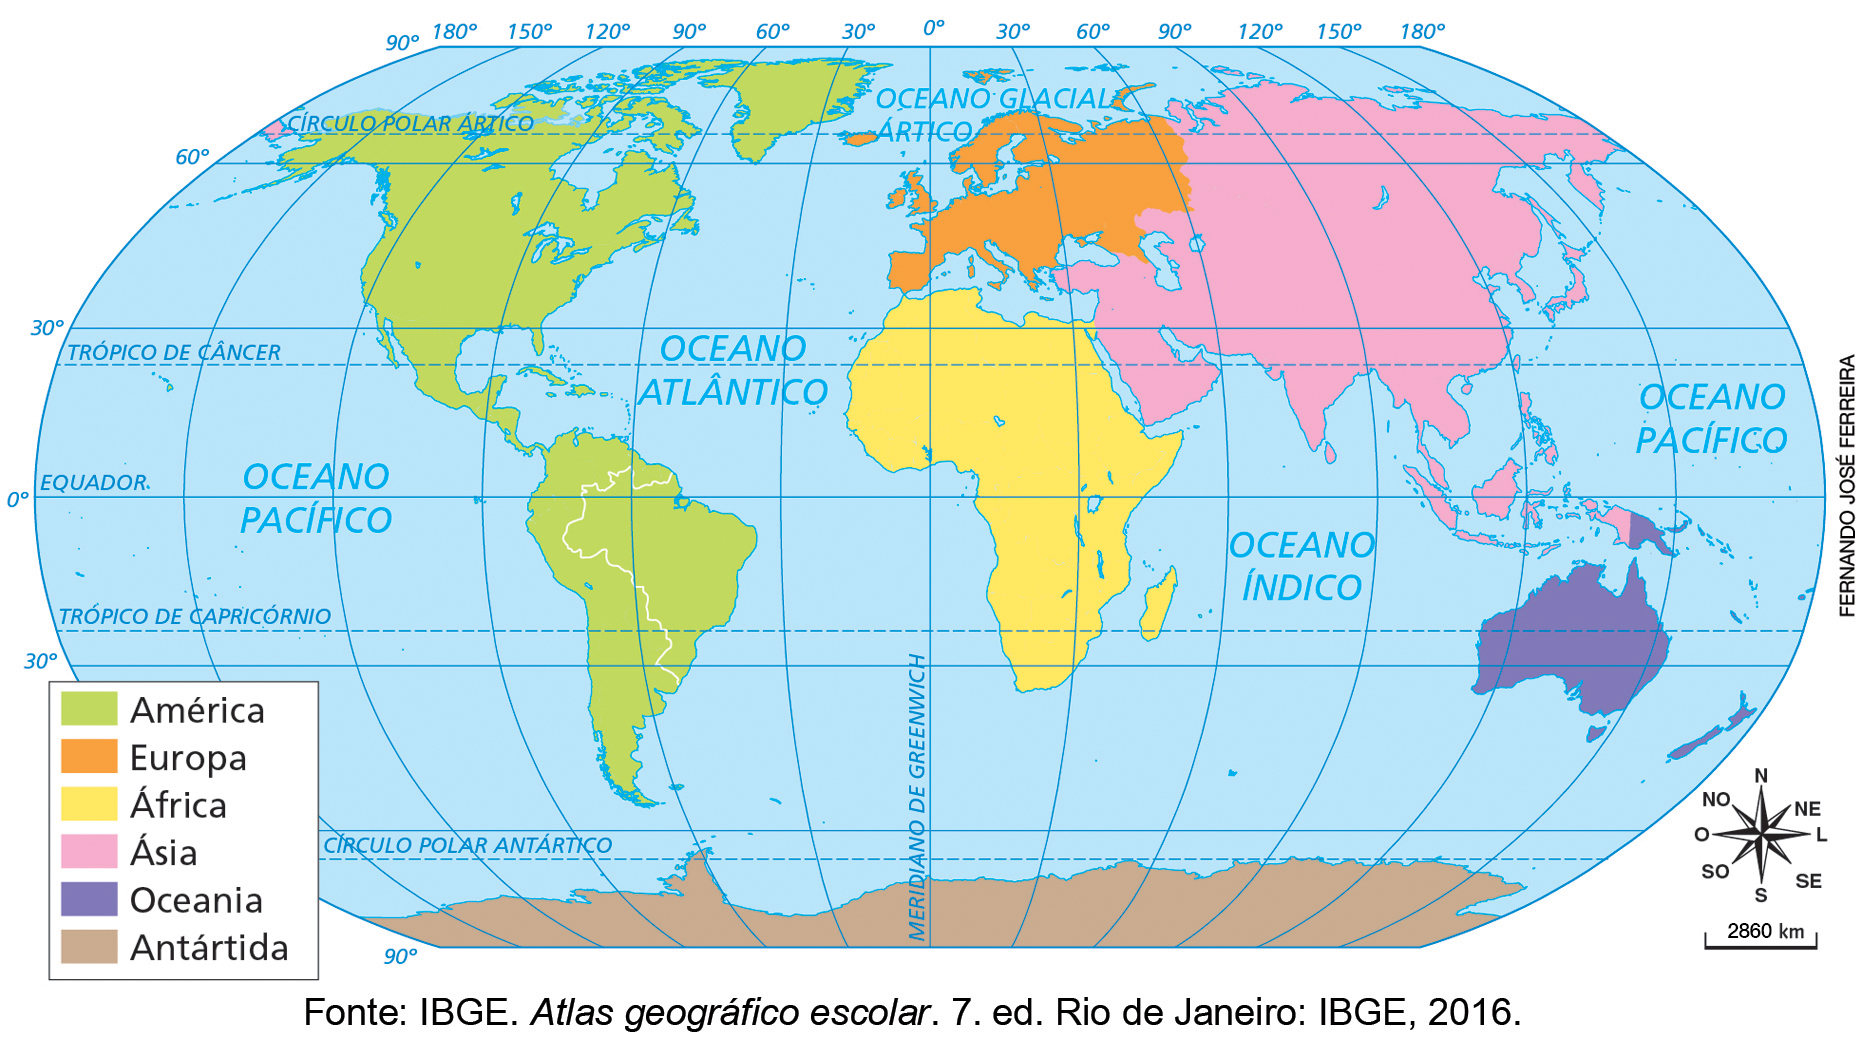 90° 180° 150° 120° 90° 60° 30° 0° 30° 60° 90° 120° 150° 180°
OCEANO GLACIAL
ÁRTICO
CÍRCULO POLAR ÁRTICO
60°
30°
TRÓPICO DE CÂNCER
OCEANO
ATLÂNTICO
OCEANO
PACÍFICO
EQUADOR
0°
OCEANO
PACÍFICO
OCEANO
ÍNDICO
TRÓPICO DE CAPRICÓRNIO
30°
MERIDIANO DE GREENWICH
CÍRCULO POLAR ANTÁRTICO
90°
América
Europa
África
Ásia
Oceania
Antártida
N
NO NE
O L
SO SE
S
2860 km
FERNANDO JOSÉ FERREIRA
Fonte: IBGE. Atlas geográfico escolar. 7. ed. Rio de Janeiro: IBGE, 2016.